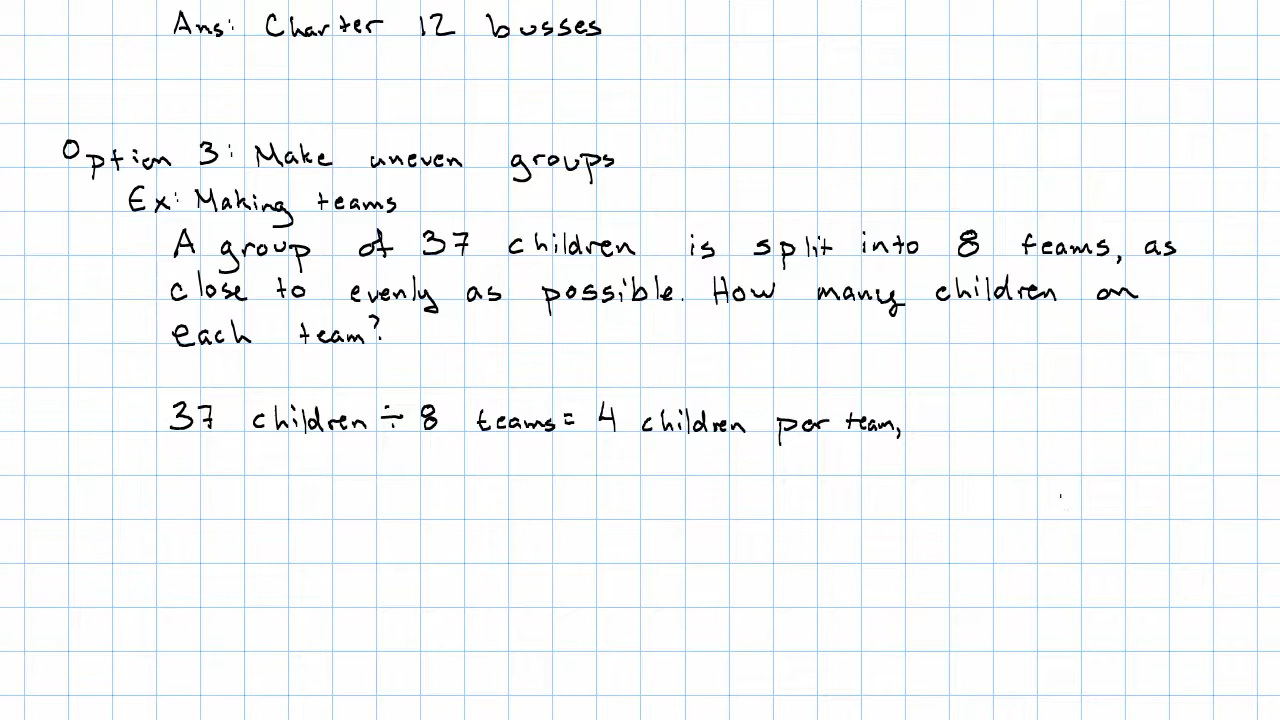 Ans: Charter 12 busses
Option 3: Make uneven groups
Ex: Making teams
A group of 37 children is split into 8 teams, as
close to evenly as possible. How many children on
each team?
37 children ÷ 8 teams = 4 children per team,